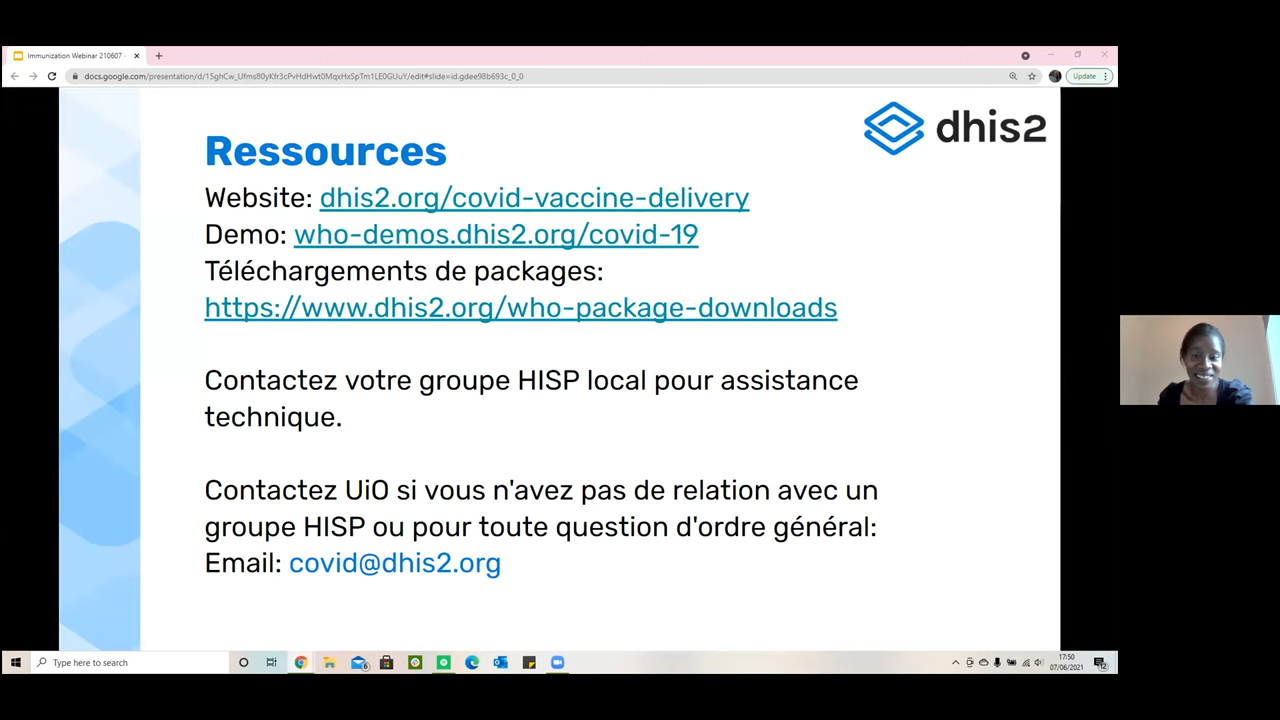 Immunization Webinar 210607 -
docs.google.com/presentation/d/15ghCw_Ufms80yKfr3cPvHdHwt0MqxHxSpTm1LE0GUuY/edit#slide=id.gdee98b693c_0_0
Update
dhis2
Ressources
Website: dhis2.org/covid-vaccine-delivery
Demo: who-demos.dhis2.org/covid-19
Téléchargements de packages:
https://www.dhis2.org/who-package-downloads
Contactez votre groupe HISP local pour assistance
technique.
Contactez UiO si vous n'avez pas de relation avec un
groupe HISP ou pour toute question d'ordre général:
Email: covid@dhis2.org
Type here to search
17:50
07/06/2021